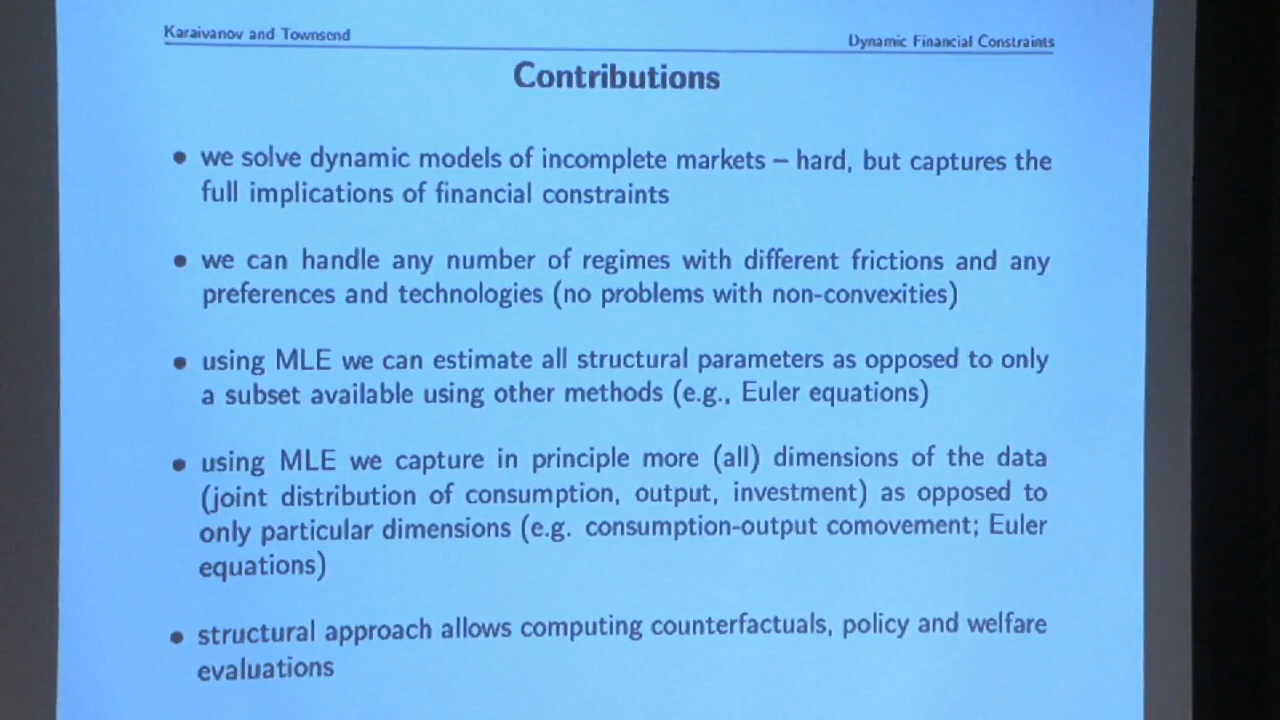 Karaivanov and Townsend
Dynamic Financial Constraints
Contributions
• we solve dynamic models of incomplete markets – hard, but captures the
full implications of financial constraints
• we can handle any number of regimes with different frictions and any
preferences and technologies (no problems with non-convexities)
• using MLE we can estimate all structural parameters as opposed to only
a subset available using other methods (e.g., Euler equations)
• using MLE we capture in principle more (all) dimensions of the data
(joint distribution of consumption, output, investment) as opposed to
only particular dimensions (e.g. consumption-output comovement; Euler
equations)
• structural approach allows computing counterfactuals, policy and welfare
evaluations